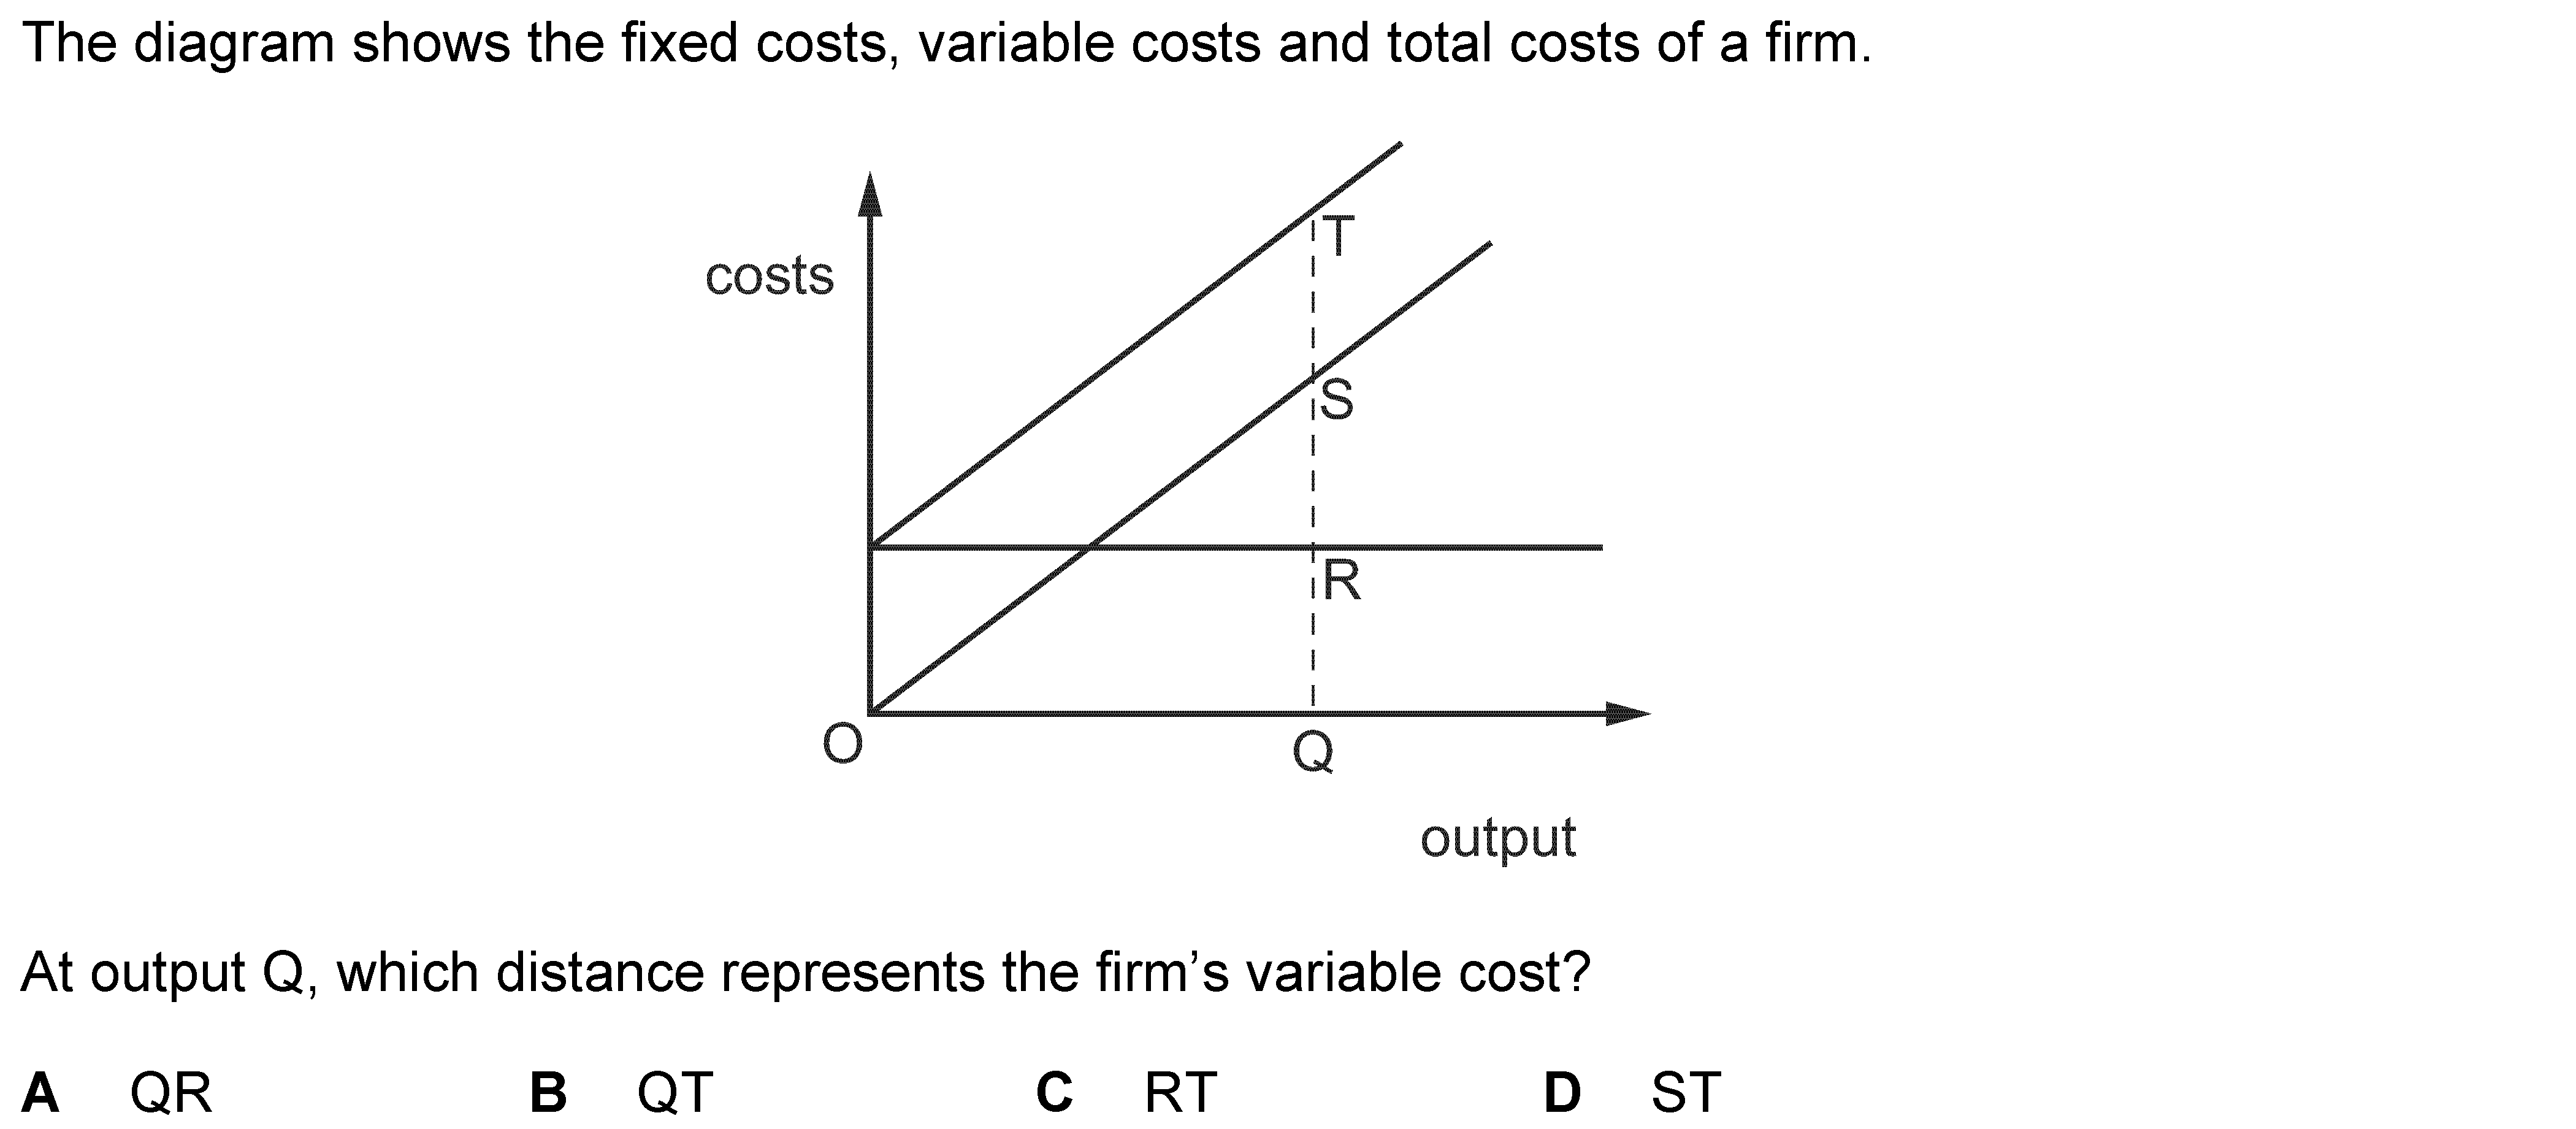 The diagram shows the fixed costs, variable costs and total costs of a firm.
costs
T
S
R
O
Q
output
At output Q, which distance represents the firm’s variable cost?
A QR B QT C RT D ST